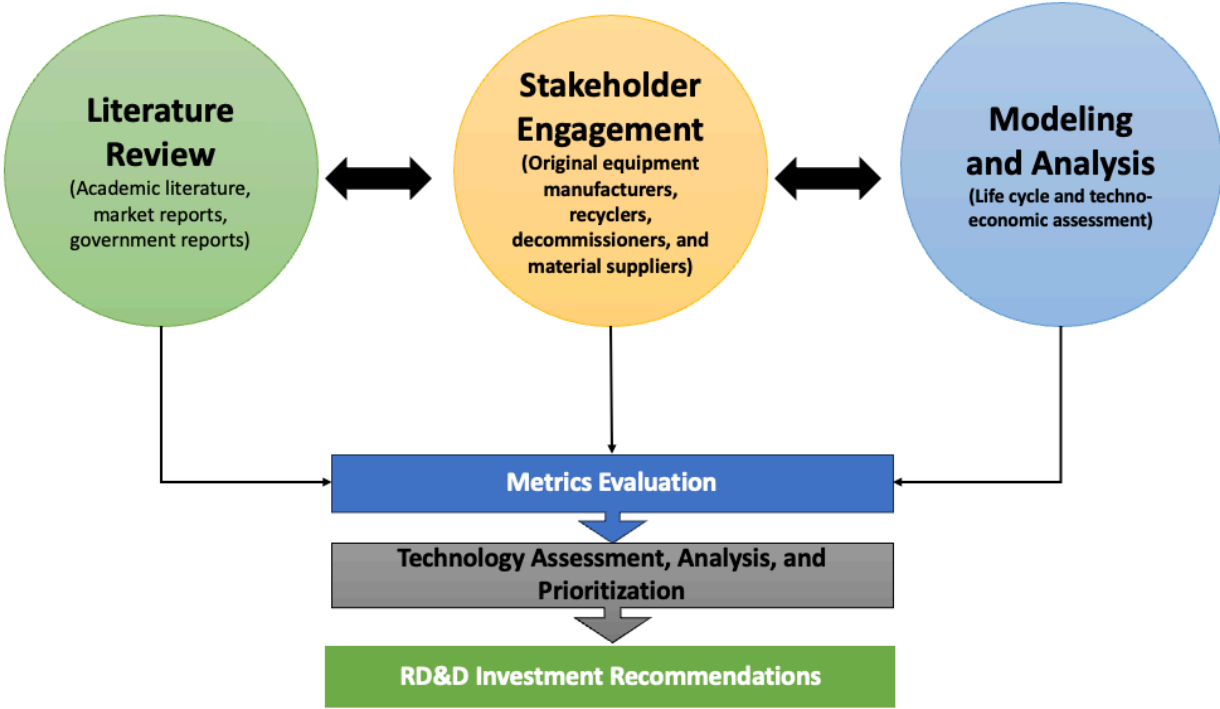 Literature
Review
(Academic literature,
market reports,
government reports)
Stakeholder
Engagement
(Original equipment
manufacturers,
recyclers,
decommissioners, and
material suppliers)
Modeling
and Analysis
(Life cycle and techno-
economic assessment)
Metrics Evaluation
Technology Assessment, Analysis, and
Prioritization
RD&D Investment Recommendations